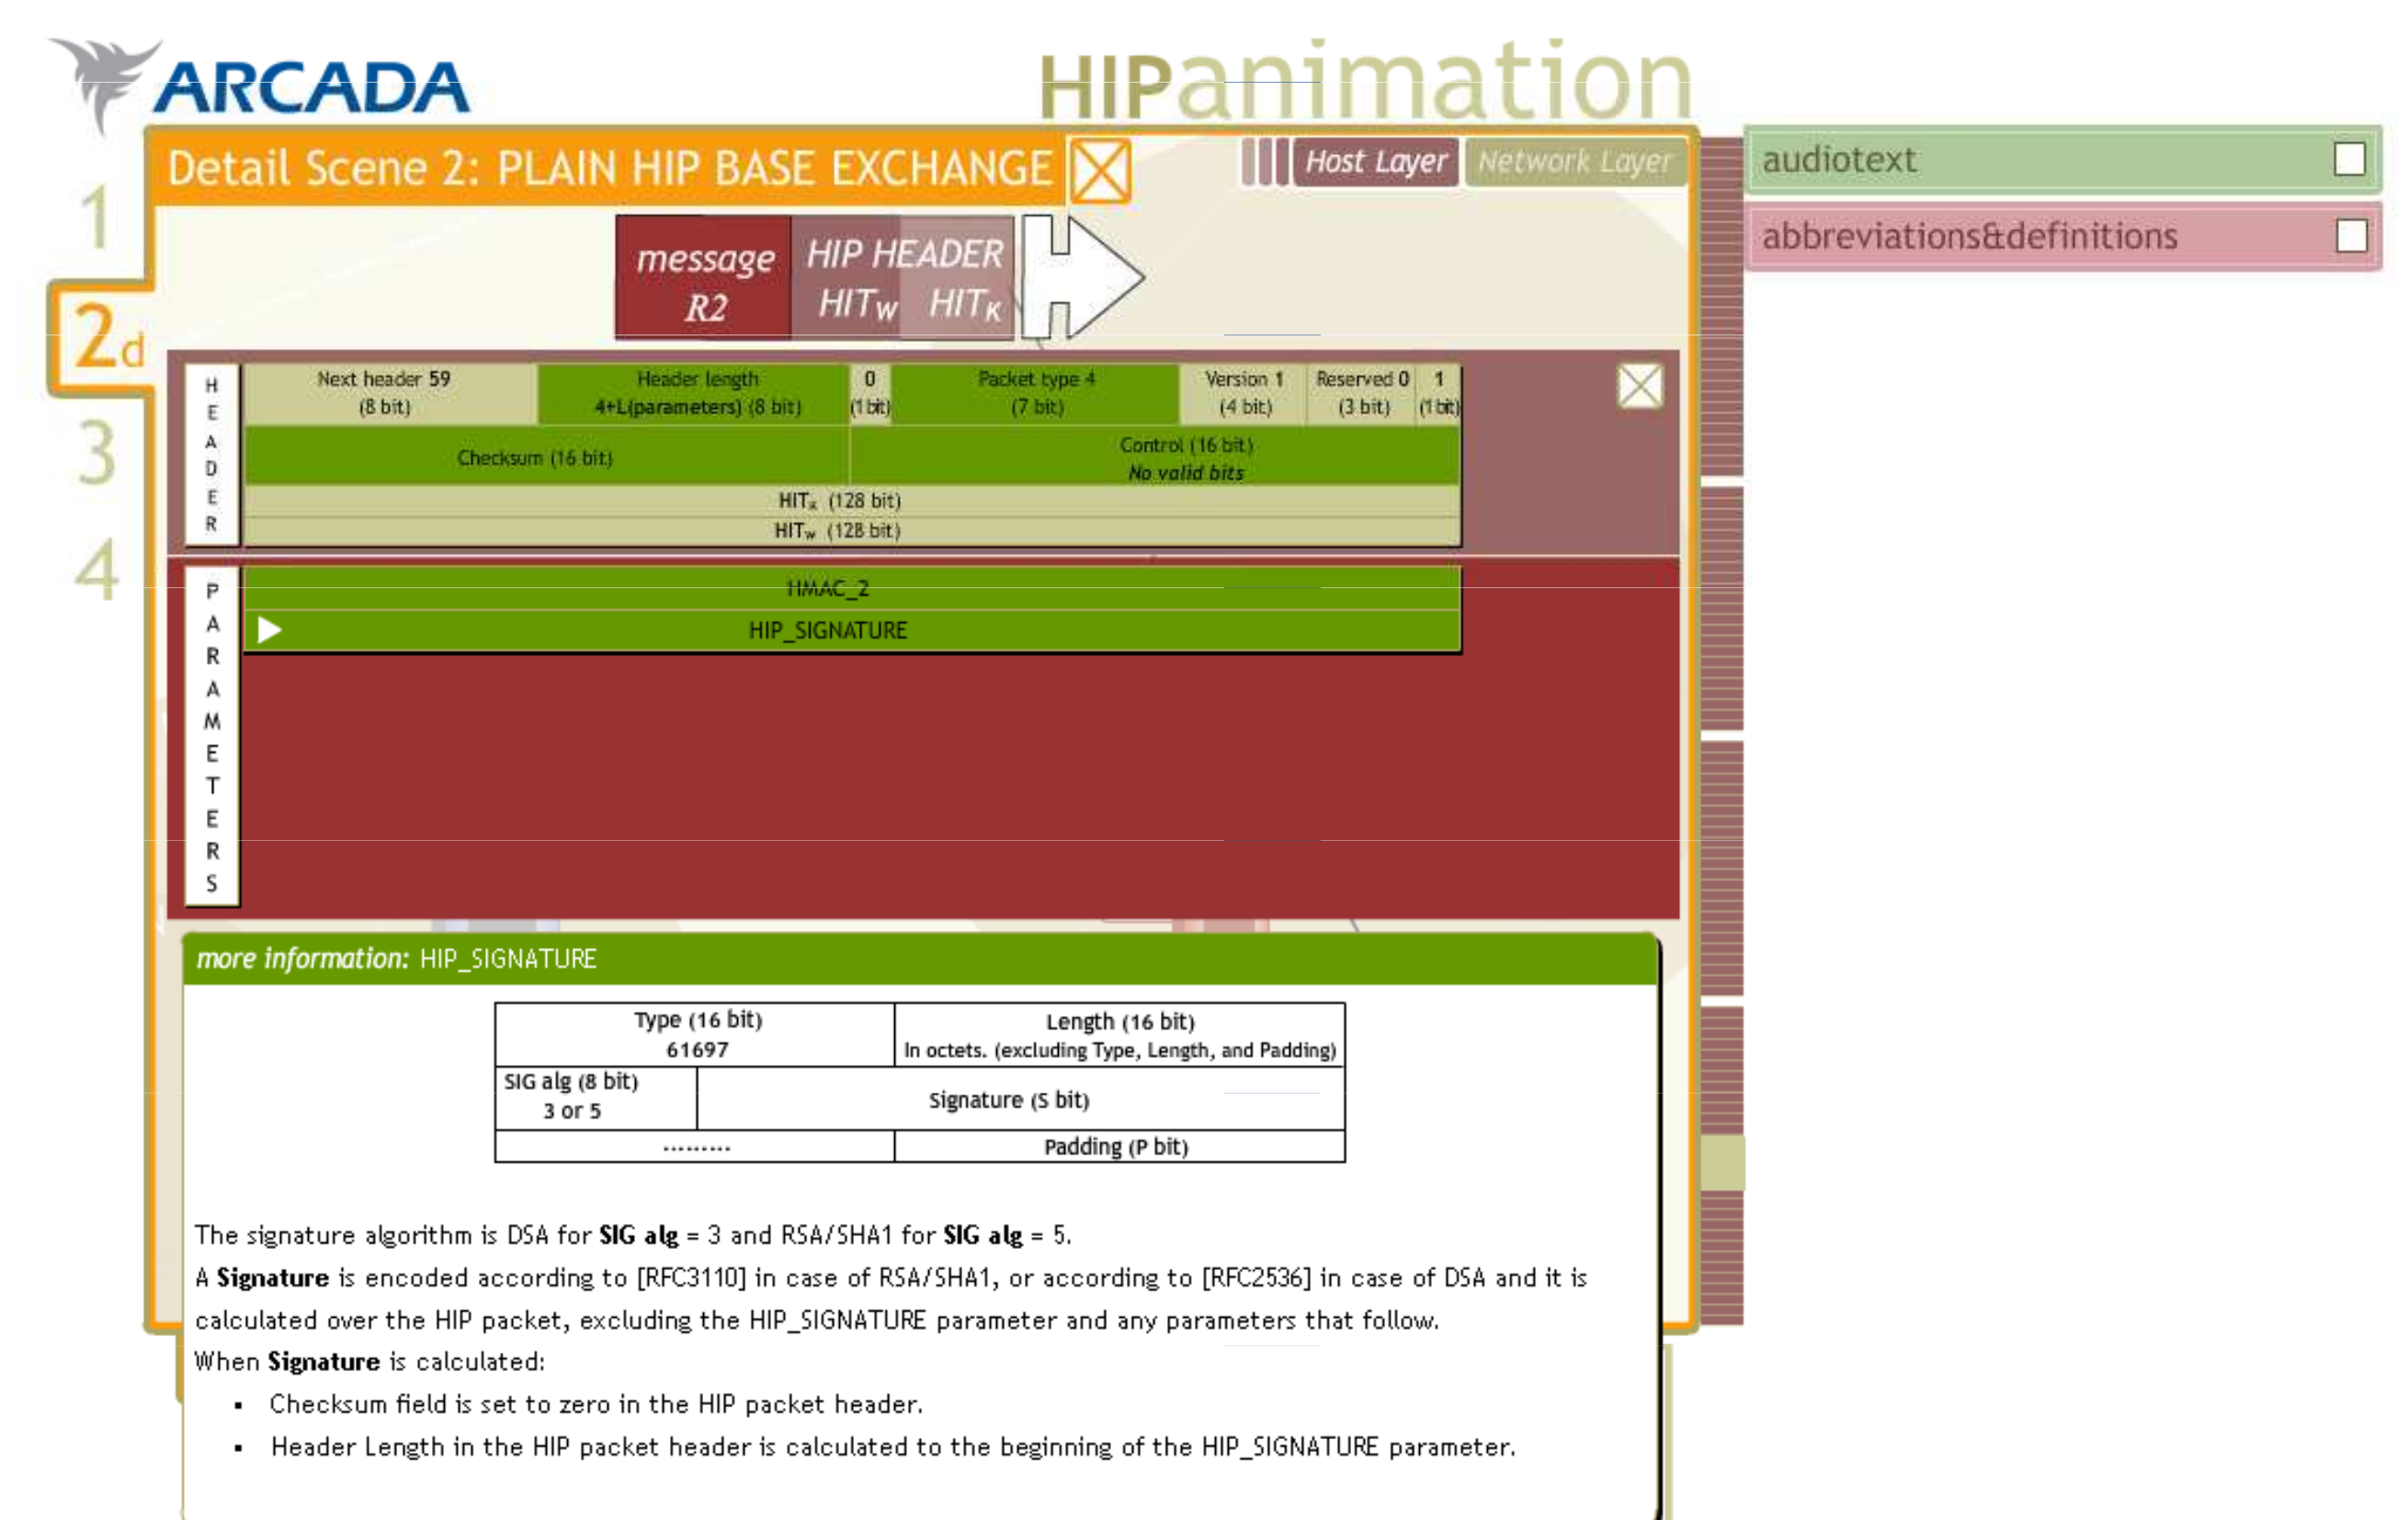 ARCADA
HIPanimation
Detail Scene 2: PLAIN HIP BASE EXCHANGE
Host Layer
Network Layer
audiotext
abbreviations&definitions
1
2d
3
4
message
R2
HIP HEADER
HITW HITK
HEADER
Next header 59
(8 bit)
Header length
4+L(parameters) (8 bit)
0
(1 bit)
Packet type 4
(7 bit)
Version 1
(4 bit)
Reserved 0
(3 bit)
1
(1 bit)
Checksum (16 bit)
Control (16 bit)
No valid bits
HITK (128 bit)
HITW (128 bit)
PARAMETERS
HMAC_2
HIP_SIGNATURE
more information: HIP_SIGNATURE
Type (16 bit)
61697
Length (16 bit)
In octets. (excluding Type, Length, and Padding)
SIG alg (8 bit)
3 or 5
Signature (S bit)
.........
Padding (P bit)
The signature algorithm is DSA for SIG alg = 3 and RSA/SHA1 for SIG alg = 5.
A Signature is encoded according to [RFC3110] in case of RSA/SHA1, or according to [RFC2536] in case of DSA and it is
calculated over the HIP packet, excluding the HIP_SIGNATURE parameter and any parameters that follow.
When Signature is calculated:
▪ Checksum field is set to zero in the HIP packet header.
▪ Header Length in the HIP packet header is calculated to the beginning of the HIP_SIGNATURE parameter.